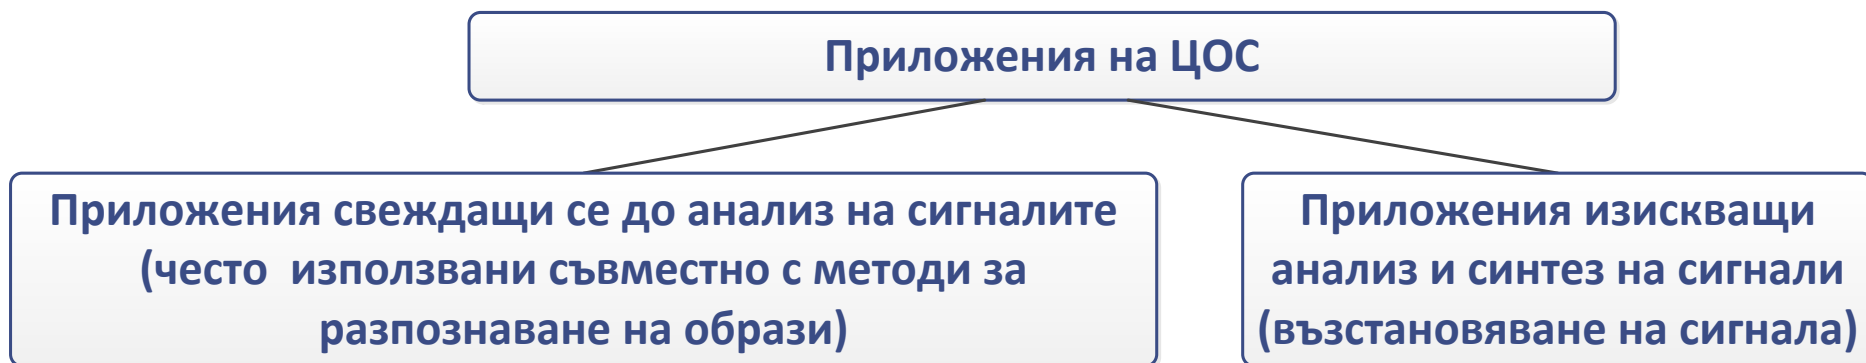 Приложения на ЦОС
Приложения свеждащи се до анализ на сигналите
(често използвани съвместно с методи за
разпознаване на образи)
Приложения изискващи
анализ и синтез на сигнали
(възстановяване на сигнала)